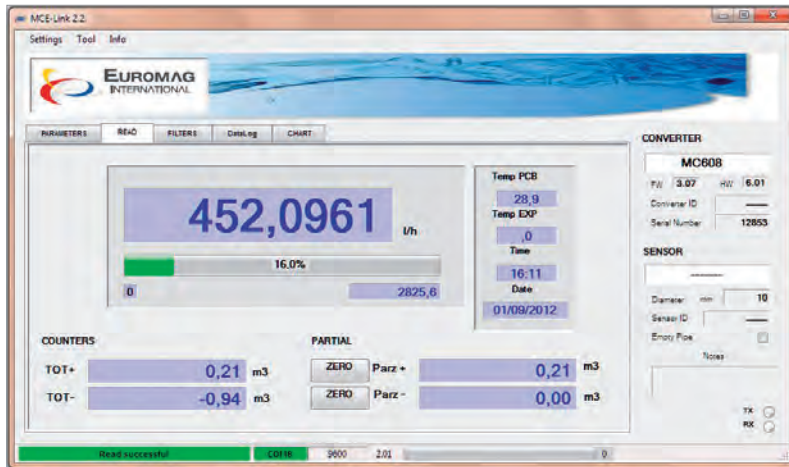 MCE-Link 2.2
Settings Tool Info
EUROMAG
INTERNATIONAL
PARAMETERS READ FILTERS DataLog CHART
452,0961 l/h
16.0%
0 2825,6
Temp PCB
28,9
Temp EXP
,0
Time
16:11
Date
01/09/2012
COUNTERS
TOT+ 0,21 m3
TOT- -0,94 m3
PARTIAL
ZERO Parz + 0,21 m3
ZERO Parz - 0,00 m3
CONVERTER
MC608
FW 3.07 HW 6.01
Converter ID ——
Serial Number 12653
SENSOR
--------
Diameter mm 10
Sensor ID ——
Empty Pipe
Notes
TX
RX
Read successful COM6 9600 2.01 0